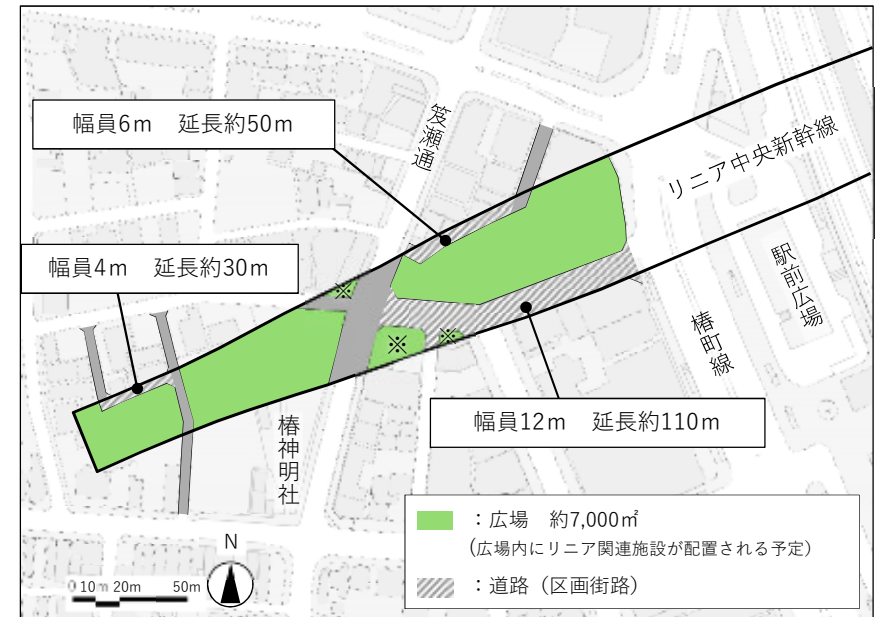 幅員6m　延長約50m
笈瀬通
リニア中央新幹線
幅員4m　延長約30m
駅前広場
※
※
※
椿町線
幅員12m　延長約110m
椿神明社
：広場　約7,000㎡
(広場内にリニア関連施設が配置される予定)
：道路（区画街路）
N
0 10m 20m 50m